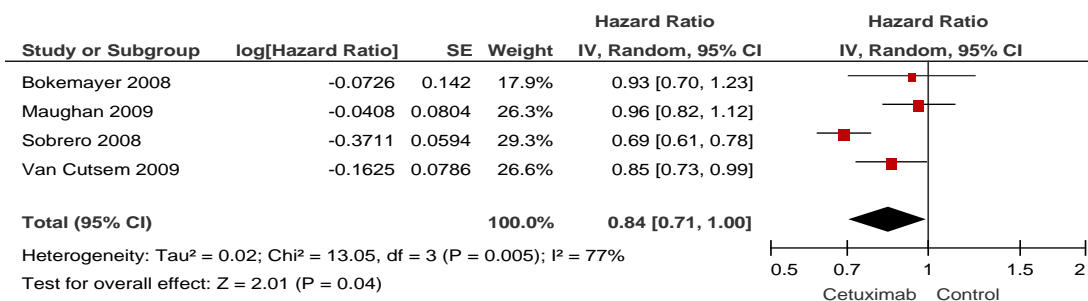 Hazard Ratio Hazard Ratio
Study or Subgroup log[Hazard Ratio] SE Weight IV, Random, 95% CI IV, Random, 95% CI
Bokemayer 2008 -0.0726 0.142 17.9% 0.93 [0.70, 1.23]
Maughan 2009 -0.0408 0.0804 26.3% 0.96 [0.82, 1.12]
Sobrero 2008 -0.3711 0.0594 29.3% 0.69 [0.61, 0.78]
Van Cutsem 2009 -0.1625 0.0786 26.6% 0.85 [0.73, 0.99]
Total (95% CI) 100.0% 0.84 [0.71, 1.00]
Heterogeneity: Tau² = 0.02; Chi² = 13.05, df = 3 (P = 0.005); I² = 77%
Test for overall effect: Z = 2.01 (P = 0.04)
0.5 0.7 1 1.5 2
Cetuximab Control